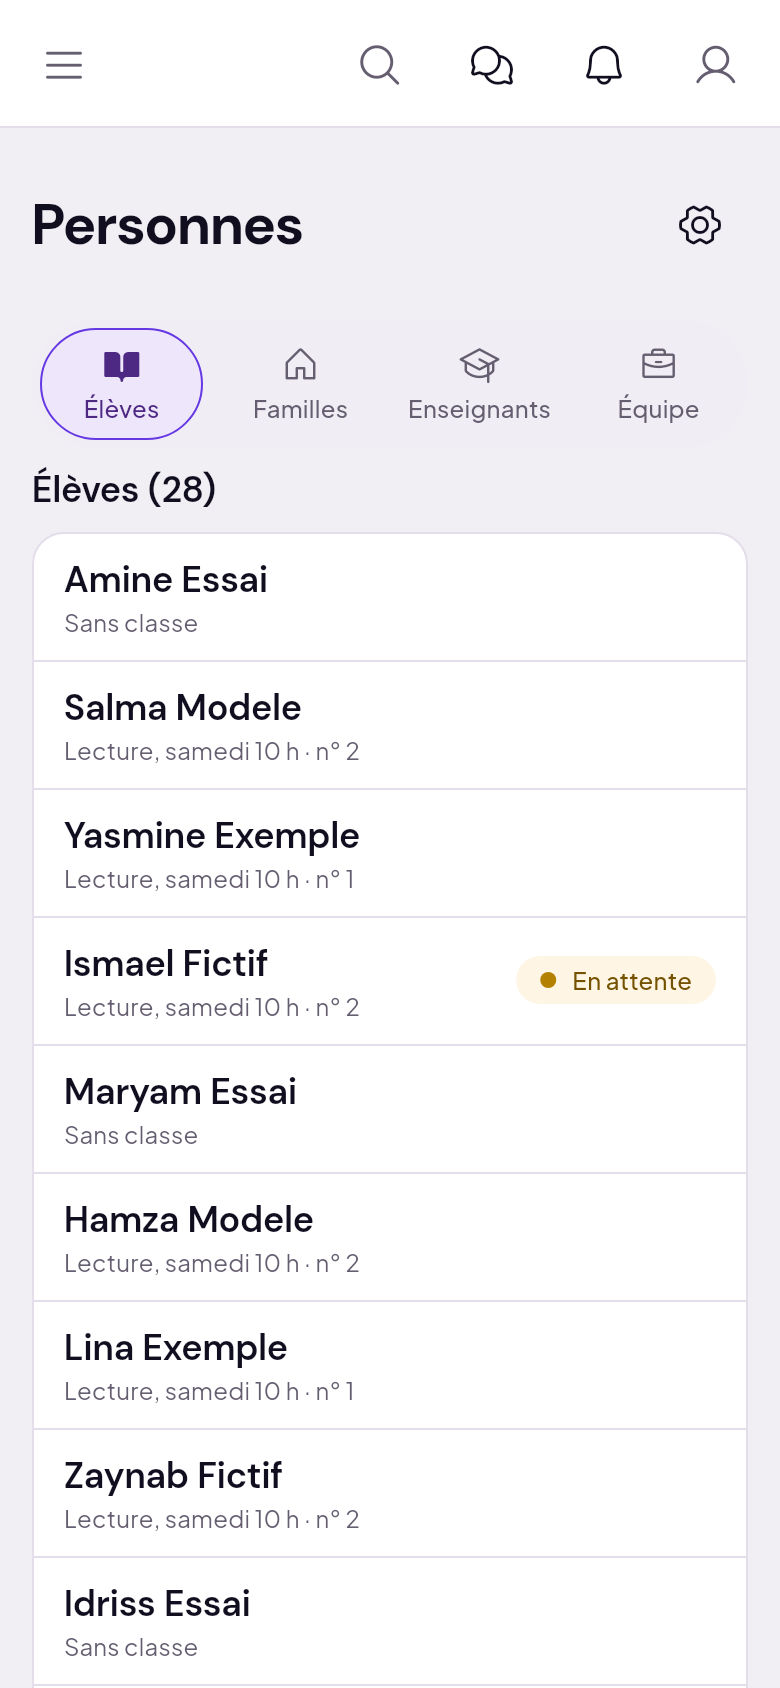 Personnes
Élèves
Familles
Enseignants
Équipe
Élèves (28)
Amine Essai
Sans classe
Salma Modele
Lecture, samedi 10 h · n° 2
Yasmine Exemple
Lecture, samedi 10 h · n° 1
Ismael Fictif
Lecture, samedi 10 h · n° 2
En attente
Maryam Essai
Sans classe
Hamza Modele
Lecture, samedi 10 h · n° 2
Lina Exemple
Lecture, samedi 10 h · n° 1
Zaynab Fictif
Lecture, samedi 10 h · n° 2
Idriss Essai
Sans classe